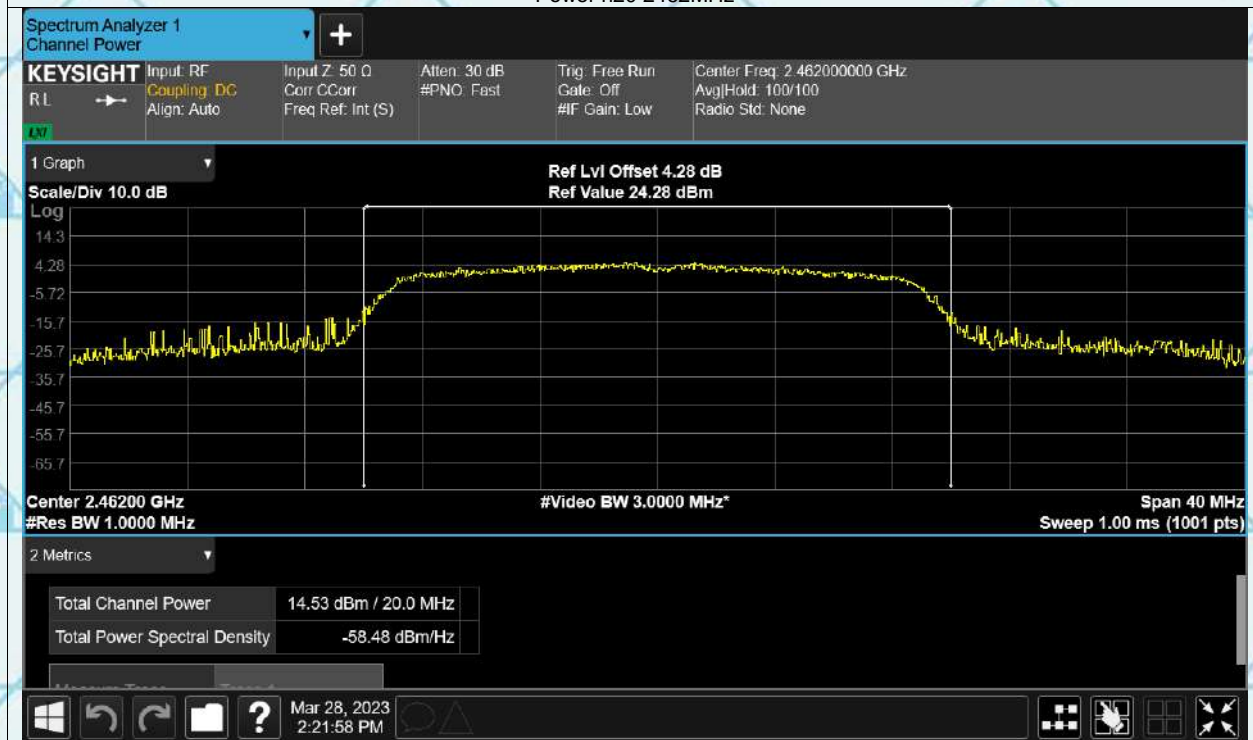 Spectrum Analyzer 1
Channel Power
+
KEYSIGHT
RL
LXI
Input: RF
Coupling: DC
Align: Auto
Input Z: 50 Ω
Corr CCorr
Freq Ref: Int (S)
Atten: 30 dB
#PNO: Fast
Trig: Free Run
Gate: Off
#IF Gain: Low
Center Freq: 2.462000000 GHz
Avg|Hold: 100/100
Radio Std: None
1 Graph
Scale/Div 10.0 dB
Ref Lvl Offset 4.28 dB
Ref Value 24.28 dBm
Log
14.3
4.28
-5.72
-15.7
-25.7
-35.7
-45.7
-55.7
-65.7
Center 2.46200 GHz
#Res BW 1.0000 MHz
#Video BW 3.0000 MHz*
Span 40 MHz
Sweep 1.00 ms (1001 pts)
2 Metrics
Total Channel Power 14.53 dBm / 20.0 MHz
Total Power Spectral Density -58.48 dBm/Hz
?
Mar 28, 2023
2:21:58 PM